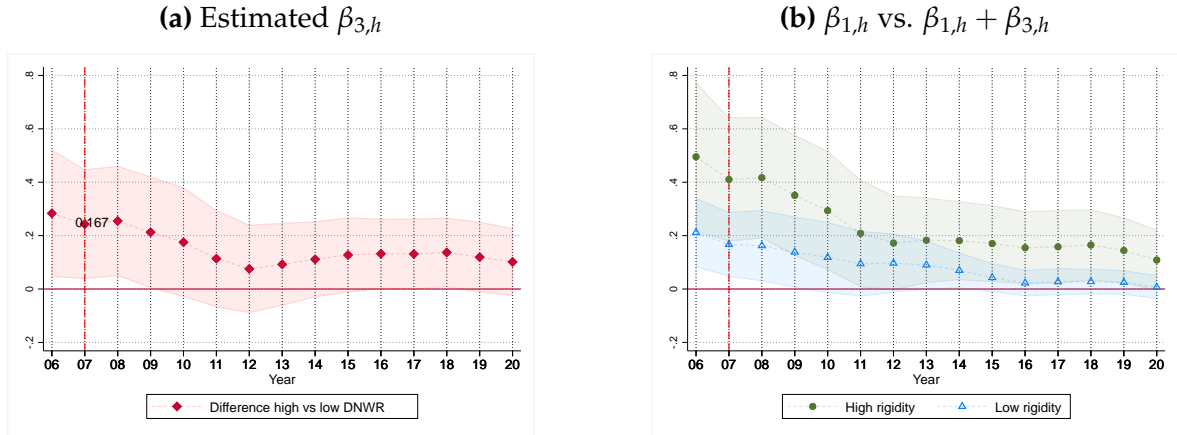 (a) Estimated β3,h
.8
.6
.4
.2
0
-.2
0.167
06 07 08 09 10 11 12 13 14 15 16 17 18 19 20
Year
Difference high vs low DNWR
(b) β1,h vs. β1,h + β3,h
.8
.6
.4
.2
0
-.2
06 07 08 09 10 11 12 13 14 15 16 17 18 19 20
Year
High rigidity Low rigidity